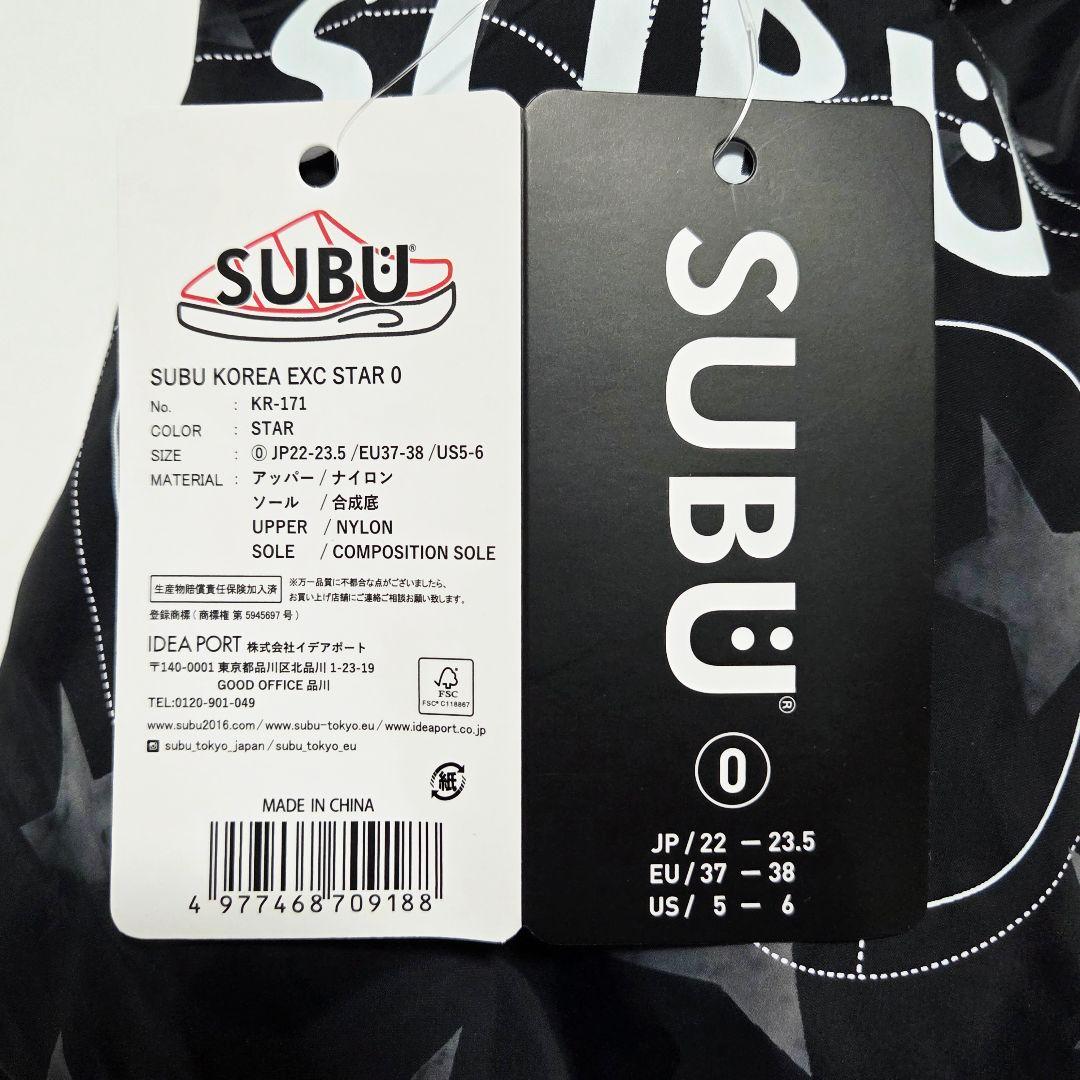 SUBU
SUBU®
SUBU KOREA EXC STAR 0
No. : KR-171
COLOR : STAR
SIZE : ⓪ JP22-23.5 /EU37-38 /US5-6
MATERIAL : アッパー / ナイロン
ソール / 合成底
UPPER / NYLON
SOLE / COMPOSITION SOLE
生産物賠償責任保険加入済
※万一品質に不都合な点がございましたら、
お買い上げ店舗にご連絡ご相談お願い致します。
登録商標 ( 商標権 第 5945697 号 )
IDEA PORT 株式会社イデアポート
〒140-0001 東京都品川区北品川 1-23-19
GOOD OFFICE 品川
TEL:0120-901-049
FSC
FSC® C118867
www.subu2016.com / www.subu-tokyo.eu / www.ideaport.co.jp
subu_tokyo_japan / subu_tokyo_eu
紙
MADE IN CHINA
4 977468 709188
SUBU®
0
JP / 22 — 23.5
EU / 37 — 38
US / 5 — 6